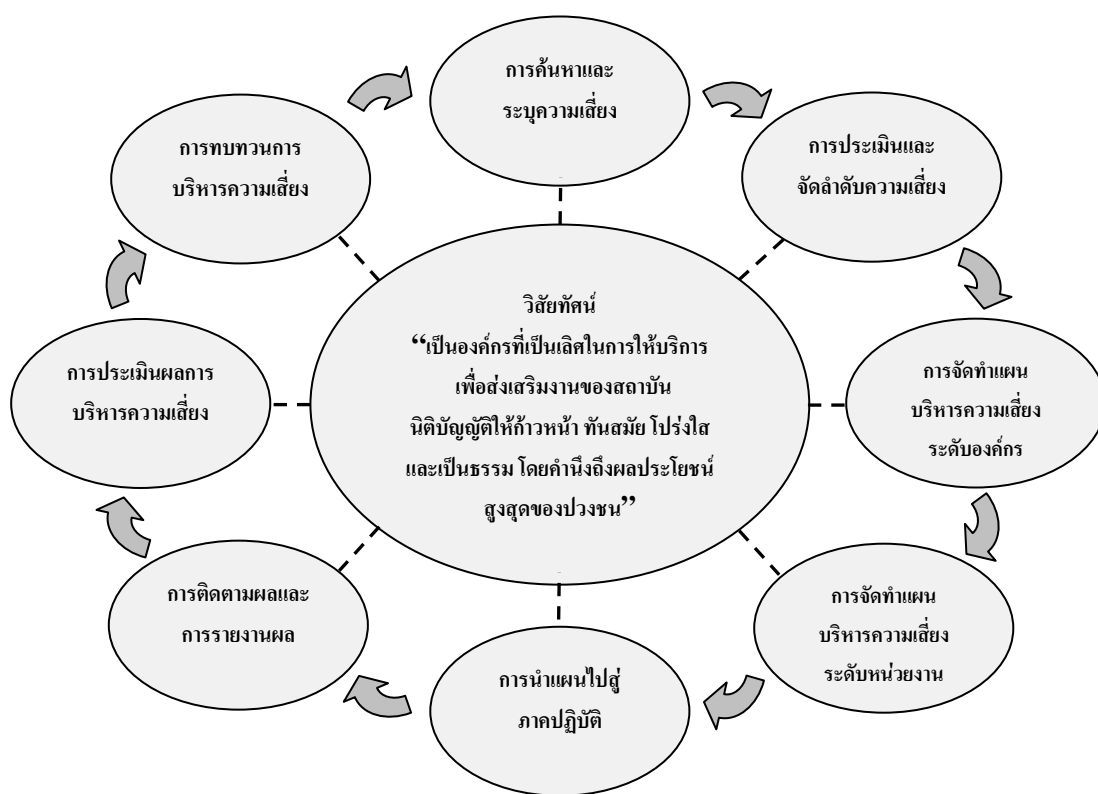 การค้นหาและ
ระบุความเสี่ยง
การประเมินและ
จัดลำดับความเสี่ยง
การจัดทำแผน
บริหารความเสี่ยง
ระดับองค์กร
การจัดทำแผน
บริหารความเสี่ยง
ระดับหน่วยงาน
การนำแผนไปสู่
ภาคปฏิบัติ
การติดตามผลและ
การรายงานผล
การประเมินผลการ
บริหารความเสี่ยง
การทบทวนการ
บริหารความเสี่ยง
วิสัยทัศน์
“เป็นองค์กรที่เป็นเลิศในการให้บริการ
เพื่อส่งเสริมงานของสถาบัน
นิติบัญญัติให้ก้าวหน้า ทันสมัย โปร่งใส
และเป็นธรรม โดยคำนึงถึงผลประโยชน์
สูงสุดของปวงชน”